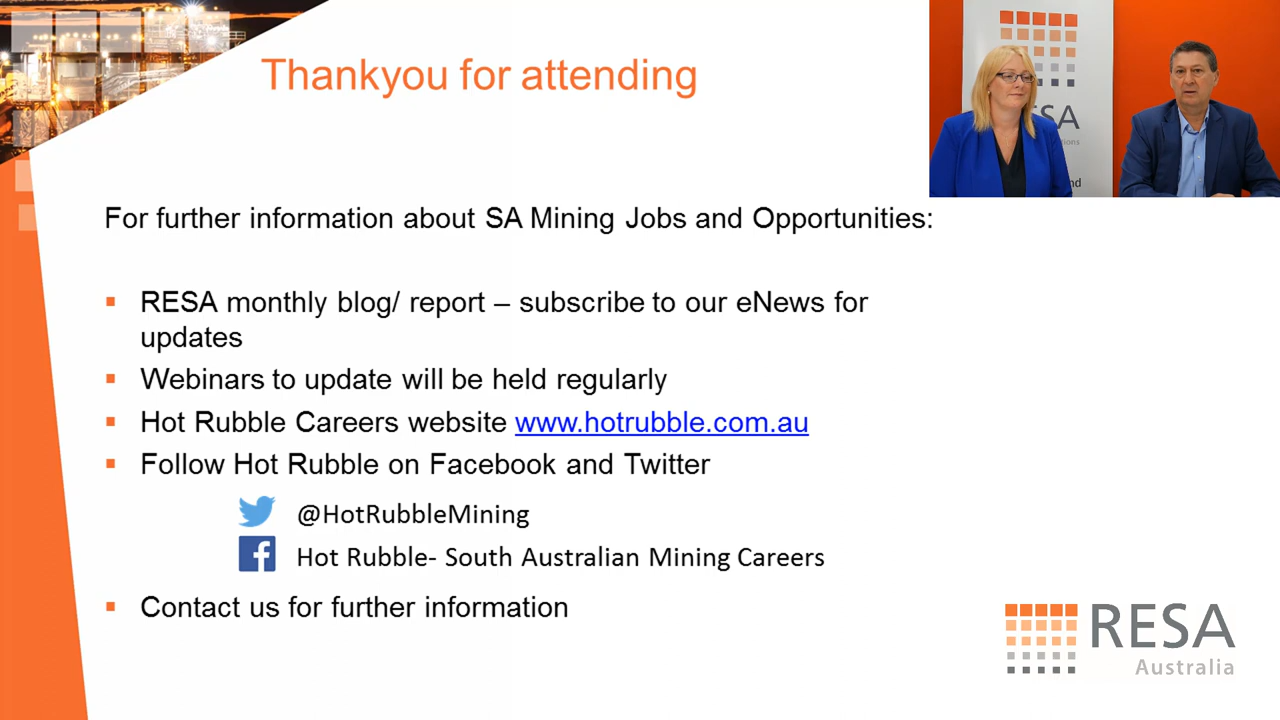 Thankyou for attending
For further information about SA Mining Jobs and Opportunities:
RESA monthly blog/ report – subscribe to our eNews for
updates
Webinars to update will be held regularly
Hot Rubble Careers website www.hotrubble.com.au
Follow Hot Rubble on Facebook and Twitter
@HotRubbleMining
Hot Rubble- South Australian Mining Careers
Contact us for further information
RESA
Australia